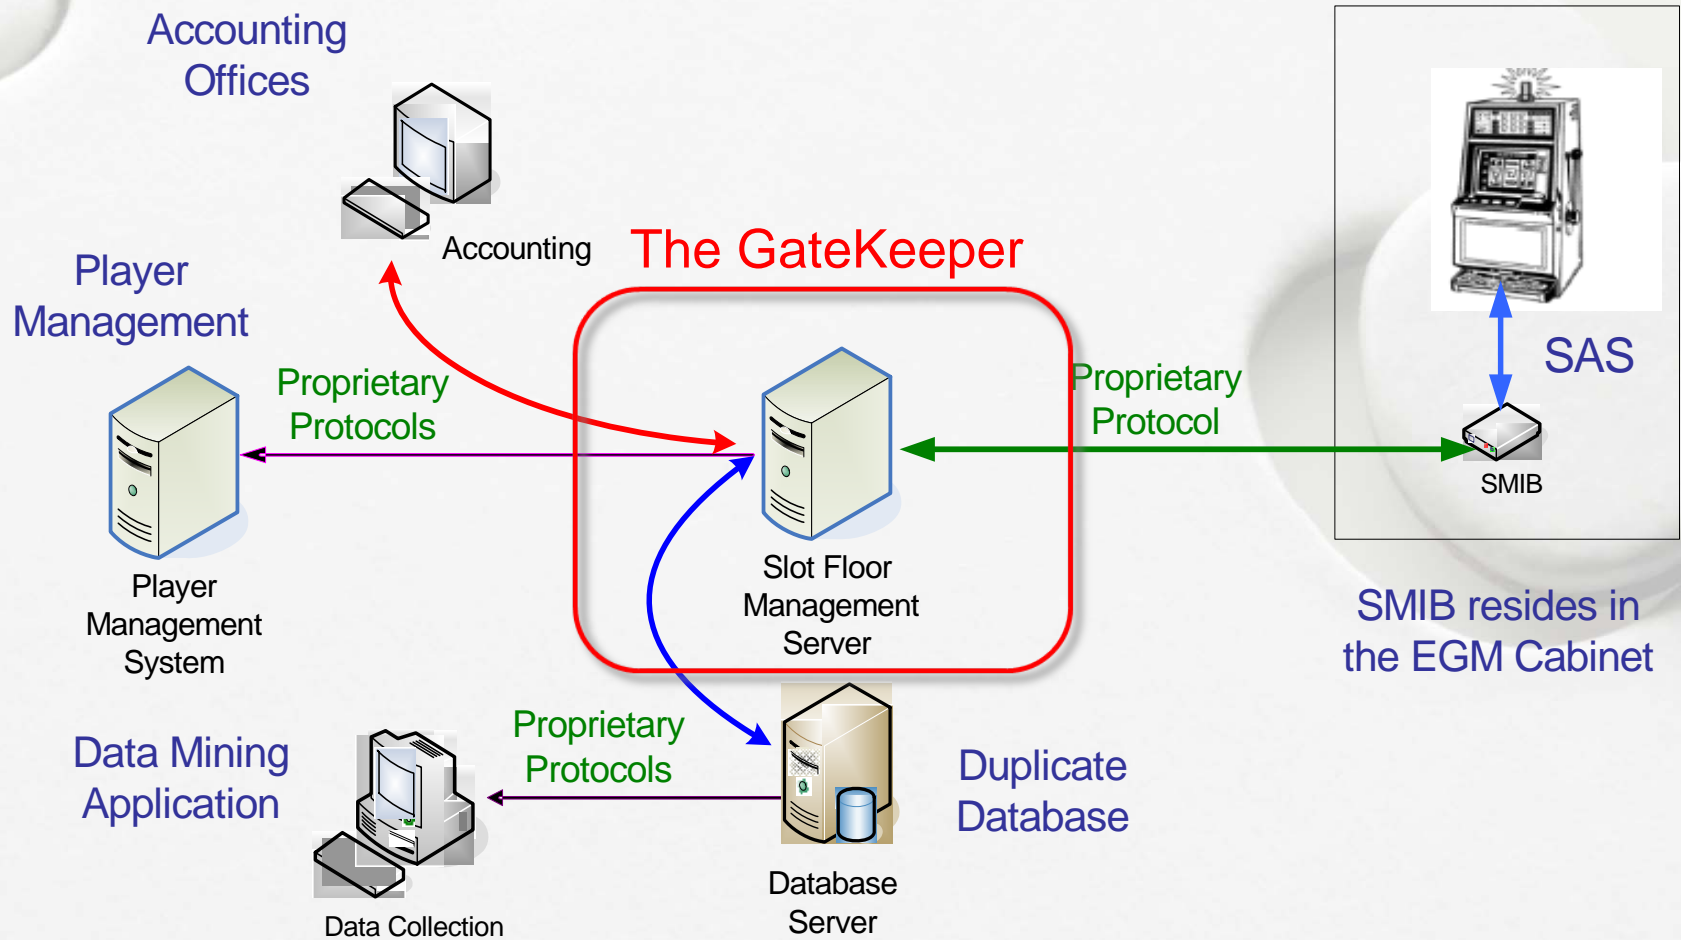 Accounting
Offices
Accounting
The GateKeeper
Player
Management
Proprietary
Protocols
Proprietary
Protocol
SAS
SMIB
Player
Management
System
Slot Floor
Management
Server
SMIB resides in
the EGM Cabinet
Data Mining
Application
Proprietary
Protocols
Duplicate
Database
Data Collection
Database
Server